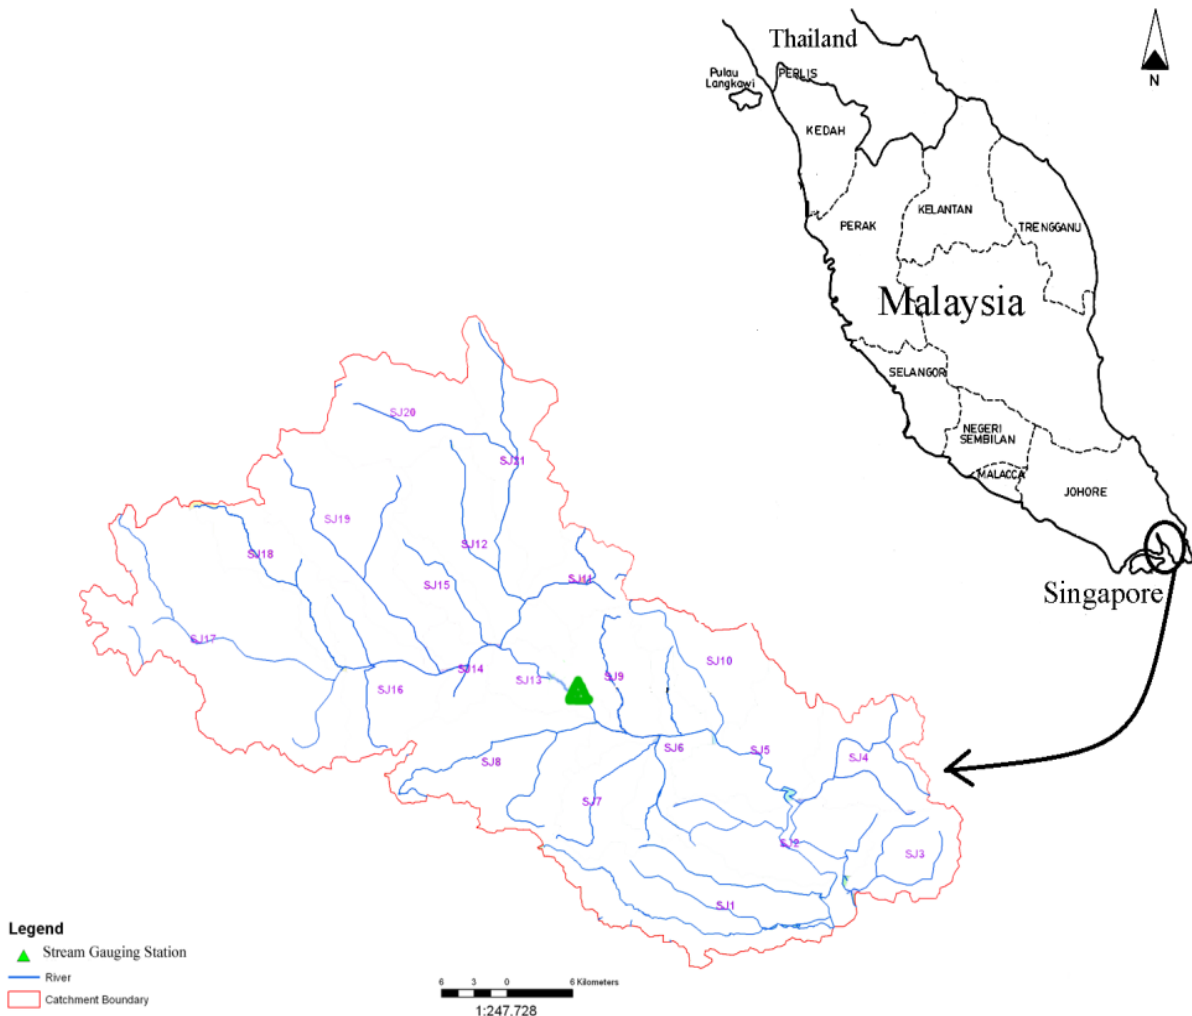 Thailand
N
Pulau
Langkawi
PERLIS
KEDAH
PERAK
KELANTAN
TRENGGANU
Malaysia
SELANGOR
NEGERI
SEMBILAN
MALACCA
JOHORE
Singapore
SJ20
SJ21
SJ19
SJ12
SJ18
SJ15
SJ11
SJ17
SJ14
SJ13
SJ9
SJ10
SJ16
SJ6
SJ5
SJ8
SJ4
SJ7
SJ2
SJ3
SJ1
Legend
Stream Gauging Station
River
Catchment Boundary
6 3 0 6 Kilometers
1:247.728